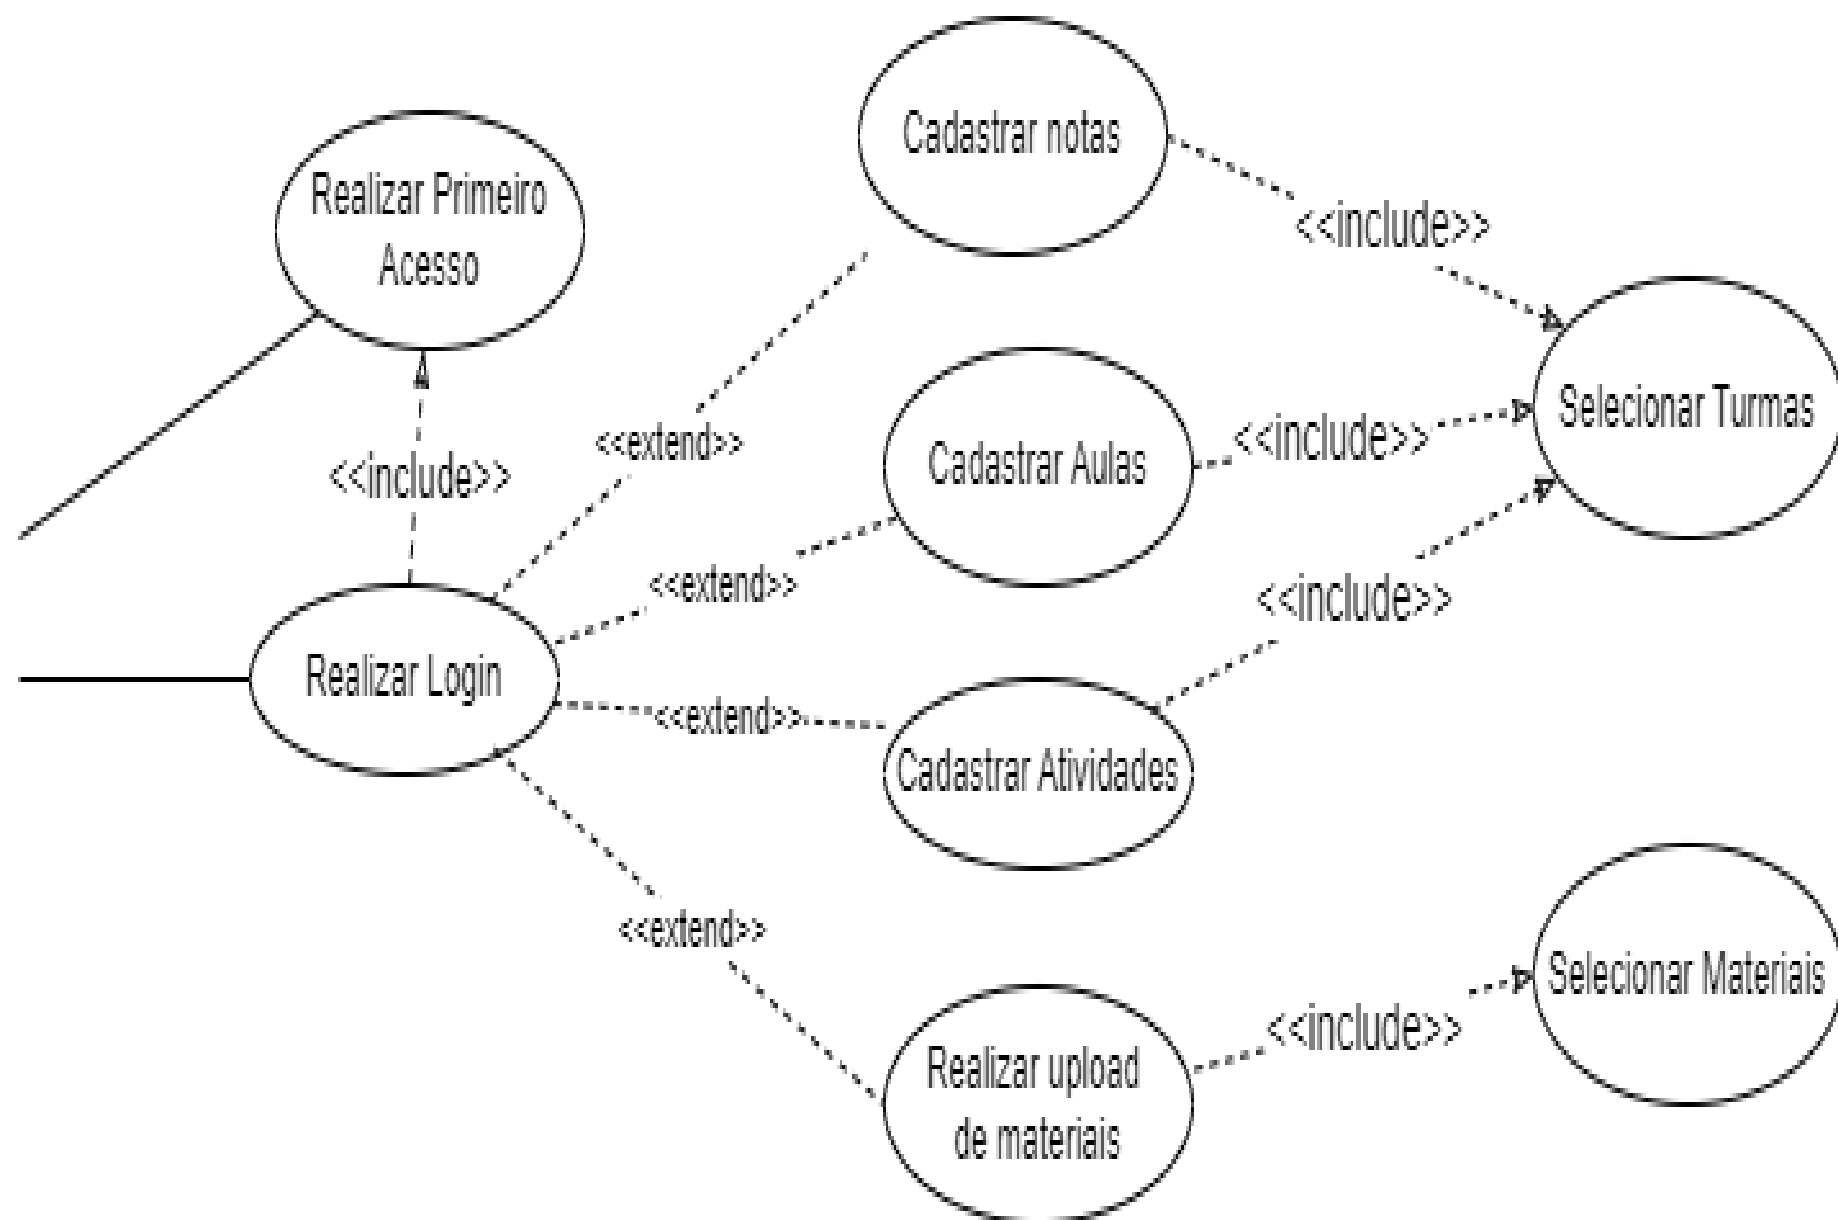 Cadastrar notas
Realizar Primeiro
Acesso
<<include>>
<<extend>>
<<include>>
Cadastrar Aulas
<<include>>
Selecionar Turmas
<<extend>>
<<include>>
Realizar Login
<<extend>>
Cadastrar Atividades
<<extend>>
Selecionar Materiais
<<include>>
Realizar upload
de materiais